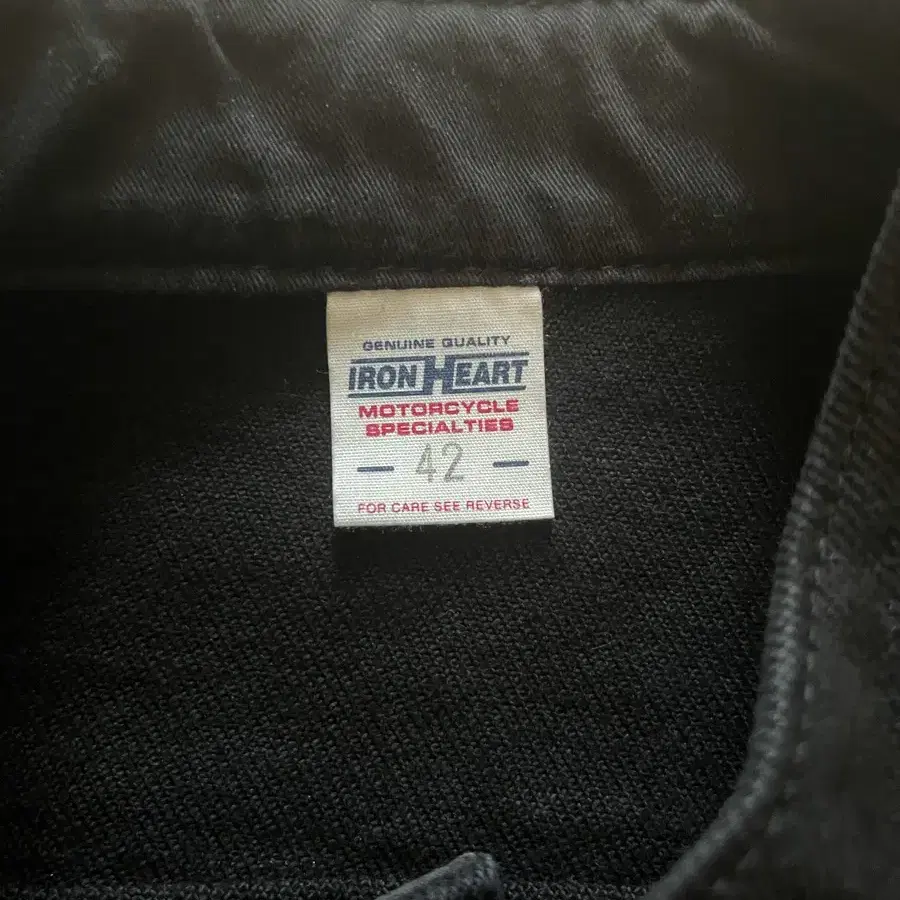 GENUINE QUALITY
IRON HEART
MOTORCYCLE
SPECIALTIES
— 42 —
FOR CARE SEE REVERSE